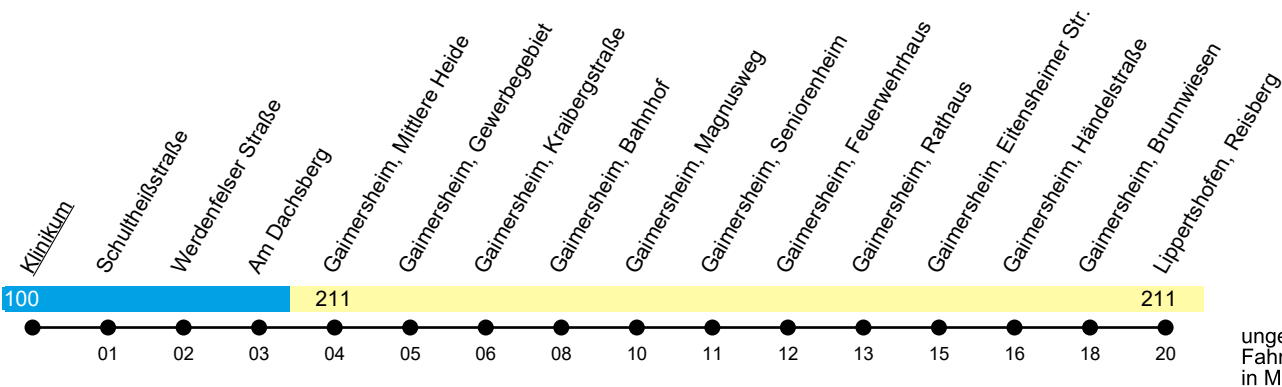 Klinikum
Schultheißstraße
Werdenfelser Straße
Am Dachsberg
Gaimersheim, Mittlere Heide
Gaimersheim, Gewerbegebiet
Gaimersheim, Kraibergstraße
Gaimersheim, Bahnhof
Gaimersheim, Magnusweg
Gaimersheim, Seniorenheim
Gaimersheim, Feuerwehrhaus
Gaimersheim, Rathaus
Gaimersheim, Eitensheimer Str.
Gaimersheim, Händelstraße
Gaimersheim, Brunnwiesen
Lippertshofen, Reisberg
100 211 211
01 02 03 04 05 06 08 10 11 12 13 15 16 18 20